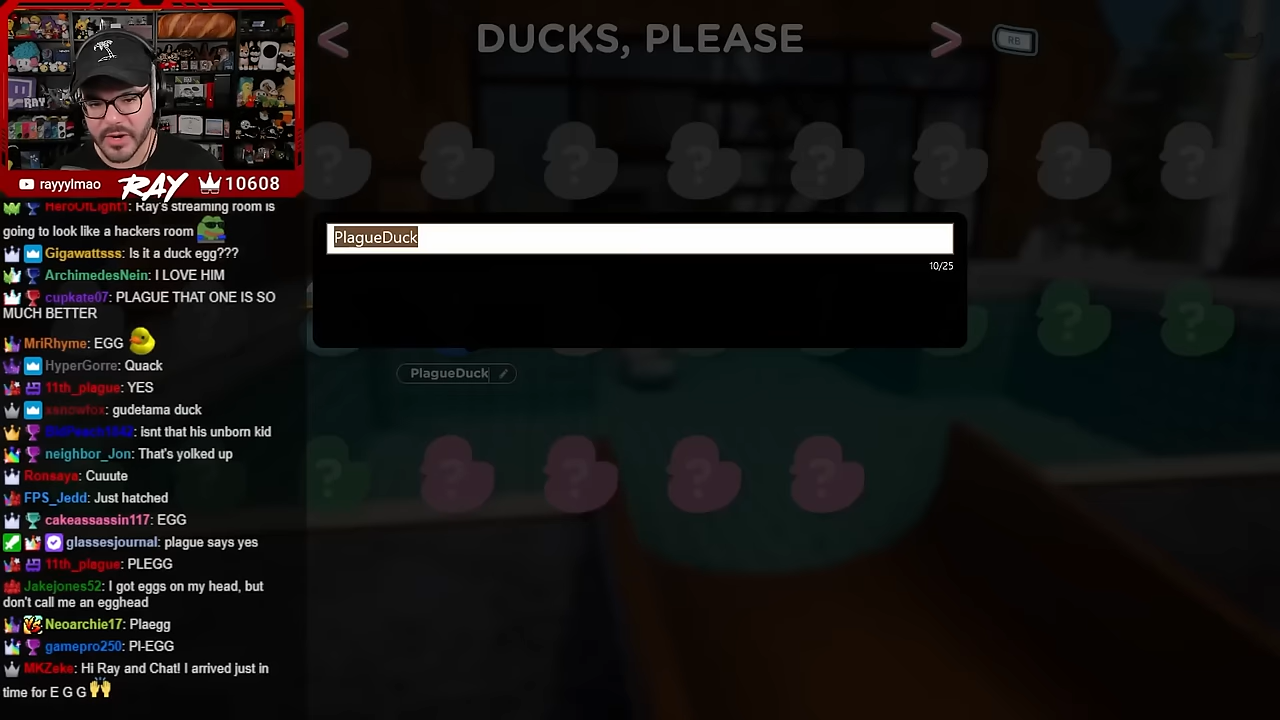 DUCKS, PLEASE
RB
rayyylmao RAY 10608
HeroOfLight1: Ray's streaming room is
going to look like a hackers room
Gigawattsss: Is it a duck egg???
ArchimedesNein: I LOVE HIM
cupkate07: PLAGUE THAT ONE IS SO
MUCH BETTER
MriRhyme: EGG
HyperGorre: Quack
11th_plague: YES
xsnowfox: gudetama duck
isnt that his unborn kid
neighbor_Jon: That's yolked up
Ronsaya: Cuuute
FPS_Jedd: Just hatched
cakeassassin117: EGG
glassesjournal: plague says yes
11th_plague: PLEGG
Jakejones52: I got eggs on my head, but
don't call me an egghead
Neoarchie17: Plaegg
gamepro250: Pl-EGG
MKZeke: Hi Ray and Chat! I arrived just in
time for E G G
PlagueDuck
10/25
PlagueDuck